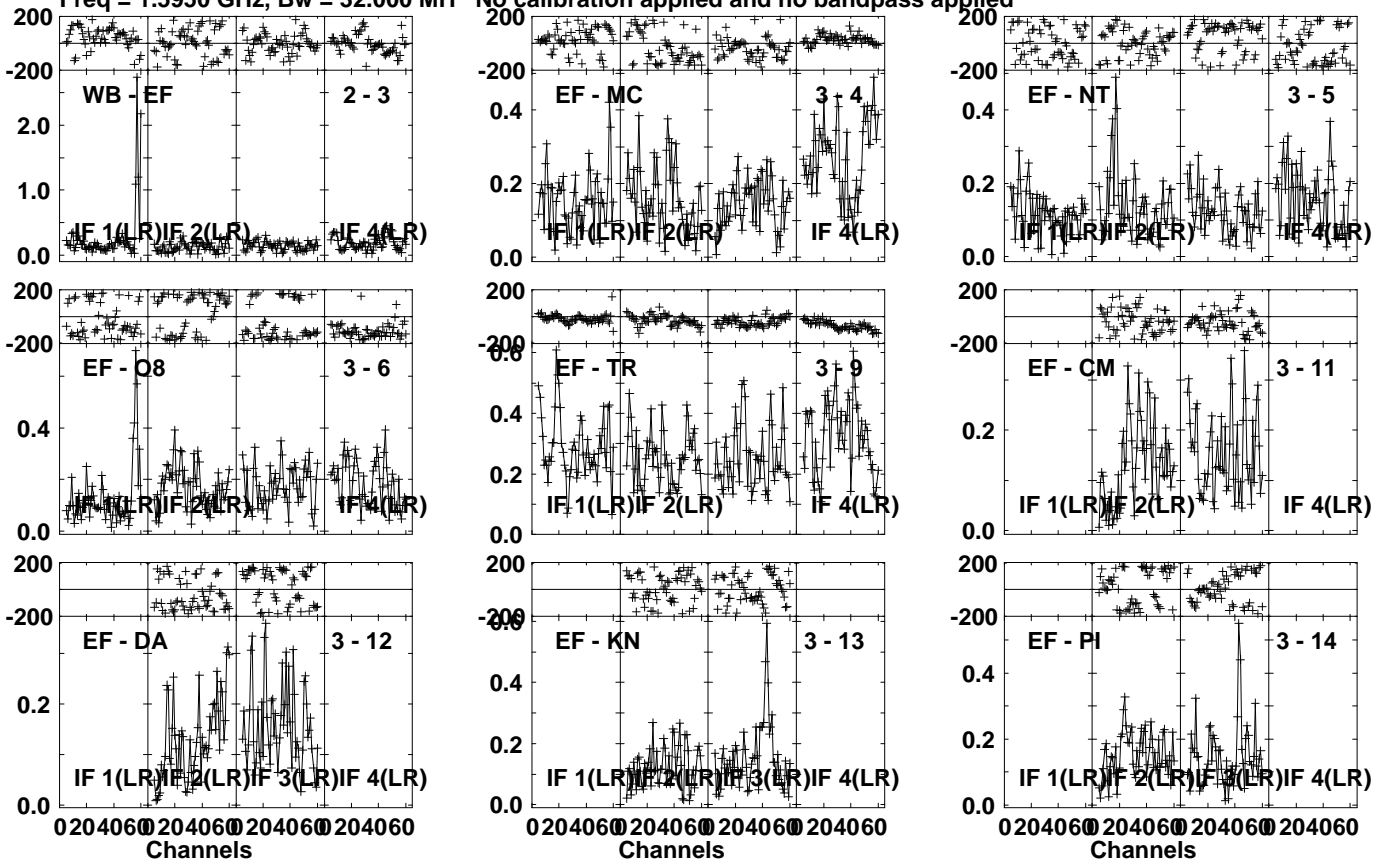 Freq = 1.5950 GHz, Bw = 32.000 MH No calibration applied and no bandpass applied
200
-200
WB - EF 2 - 3
2.0
1.0
0.0
IF 1(LR) IF 2(LR) IF 4(LR)
200
-200
EF - MC 3 - 4
0.4
0.2
0.0
IF 1(LR) IF 2(LR) IF 4(LR)
200
-200
EF - NT 3 - 5
0.4
0.2
0.0
IF 1(LR) IF 2(LR) IF 4(LR)
200
-200
EF - O8 3 - 6
0.4
0.0
IF 1(LR) IF 2(LR) IF 4(LR)
200
-200
0.6
EF - TR 3 - 9
0.4
0.2
0.0
IF 1(LR) IF 2(LR) IF 4(LR)
200
-200
EF - CM 3 - 11
0.2
0.0
IF 1(LR) IF 2(LR) IF 4(LR)
200
-200
EF - DA 3 - 12
0.2
0.0
IF 1(LR) IF 2(LR) IF 3(LR) IF 4(LR)
0 20 40 60 0 20 40 60 0 20 40 60 0 20 40 60
Channels
200
-200
0.6
EF - KN 3 - 13
0.4
0.2
0.0
IF 1(LR) IF 2(LR) IF 3(LR) IF 4(LR)
0 20 40 60 0 20 40 60 0 20 40 60 0 20 40 60
Channels
200
-200
EF - PI 3 - 14
0.4
0.2
0.0
IF 1(LR) IF 2(LR) IF 3(LR) IF 4(LR)
0 20 40 60 0 20 40 60 0 20 40 60 0 20 40 60
Channels